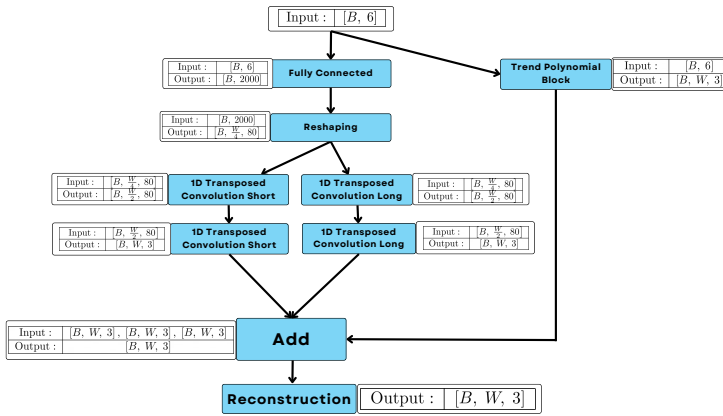 Input : [B, 6]
Input : [B, 6]
Output : [B, 2000]
Fully Connected
Trend Polynomial
Block
Input : [B, 6]
Output : [B, W, 3]
Input : [B, 2000]
Output : [B, W/4, 80]
Reshaping
Input : [B, W/4, 80]
Output : [B, W/2, 80]
1D Transposed
Convolution Short
1D Transposed
Convolution Long
Input : [B, W/4, 80]
Output : [B, W/2, 80]
Input : [B, W/2, 80]
Output : [B, W, 3]
1D Transposed
Convolution Short
1D Transposed
Convolution Long
Input : [B, W/2, 80]
Output : [B, W, 3]
Input : [B, W, 3] , [B, W, 3] , [B, W, 3]
Output : [B, W, 3]
Add
Reconstruction
Output : [B, W, 3]